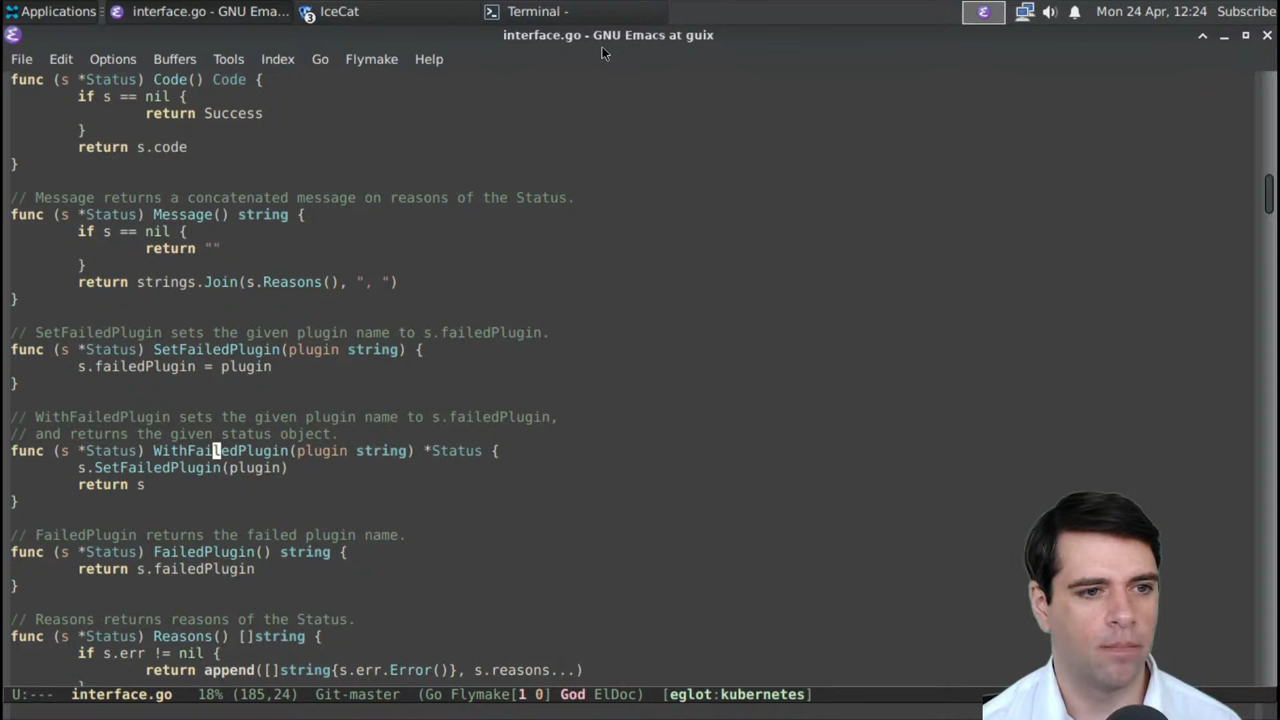 Applications interface.go - GNU Ema... 3 IceCat Terminal - Mon 24 Apr, 12:24 Subscribe
interface.go - GNU Emacs at guix
File Edit Options Buffers Tools Index Go Flymake Help
func (s *Status) Code() Code {
if s == nil {
return Success
}
return s.code
}
// Message returns a concatenated message on reasons of the Status.
func (s *Status) Message() string {
if s == nil {
return ""
}
return strings.Join(s.Reasons(), ", ")
}
// SetFailedPlugin sets the given plugin name to s.failedPlugin.
func (s *Status) SetFailedPlugin(plugin string) {
s.failedPlugin = plugin
}
// WithFailedPlugin sets the given plugin name to s.failedPlugin,
// and returns the given status object.
func (s *Status) WithFailedPlugin(plugin string) *Status {
s.SetFailedPlugin(plugin)
return s
}
// FailedPlugin returns the failed plugin name.
func (s *Status) FailedPlugin() string {
return s.failedPlugin
}
// Reasons returns reasons of the Status.
func (s *Status) Reasons() []string {
if s.err != nil {
return append([]string{s.err.Error()}, s.reasons...)
}
U:--- interface.go 18% (185,24) Git-master (Go Flymake[1 0] God ElDoc) [eglot:kubernetes]